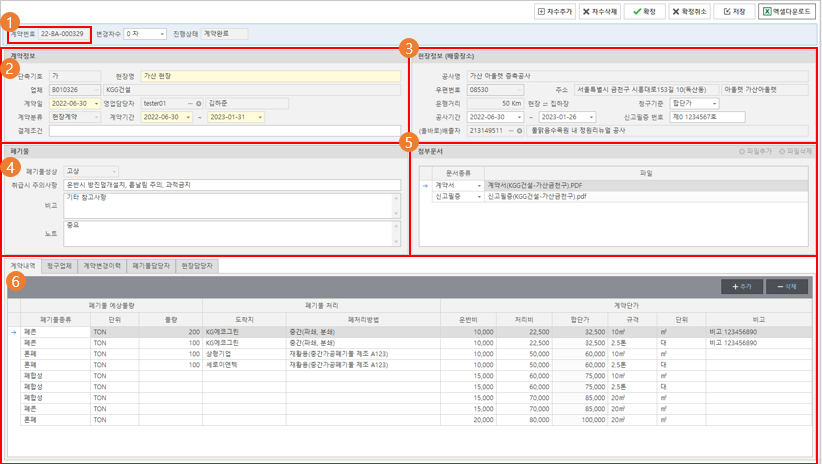 차수추가 차수삭제 확정 확정취소 저장 엑셀다운로드
1
계약번호 22-BA-000329 변경차수 0 차 진행상태 계약완료
2 계약정보
단축기호 가 현장명 가산 현장
업체 B010326 KGG건설
계약일 2022-06-30 영업담당자 tester01 김하준
계약분류 현장계약 계약기간 2022-06-30 ~ 2023-01-31
결제조건
3 현장정보 (배출장소)
공사명 가산 아울렛 증축공사
우편번호 08530 주소 서울특별시 금천구 시흥대로153길 10(독산동) 아울렛 가산아울렛
운행거리 50 Km 현장 ⇄ 집하장 청구기준 합단가
공사기간 2022-06-30 ~ 2023-01-26 신고필증 번호 제0 1234567호
(올바로)배출자 213149511 물맑음수목원 내 정원리뉴얼 공사
4 폐기물
폐기물성상 고상
취급시 주의사항 운반시 방진덮개설치, 흩날림 주의, 과적금지
비고 기타 참고사항
노트 중요
5 첨부문서 파일추가 파일삭제
문서종류 파일
계약서 계약서(KGG건설-가산금천구).PDF
신고필증 신고필증(KGG건설-가산금천구).pdf
계약내역 청구업체 계약변경이력 폐기물담당자 현장담당자
6
추가 삭제
폐기물 예상물량 폐기물 처리 계약단가
폐기물종류 단위 물량 도착지 폐처리방법 운반비 처리비 합단가 규격 단위 비고
폐콘 TON 200 KG에코그린 중간(파쇄, 분쇄) 10,000 22,500 32,500 10㎥ ㎥ 비고 123456890
폐콘 TON 100 KG에코그린 중간(파쇄, 분쇄) 10,000 22,500 32,500 2.5톤 대 비고 123456890
혼폐 TON 100 상형기업 재활용(중간가공폐기물 제조 A123) 10,000 50,000 60,000 10㎥ ㎥
혼폐 TON 100 세로미엔텍 재활용(중간가공폐기물 제조 A123) 10,000 50,000 60,000 2.5톤 대
폐합성 TON 15,000 60,000 75,000 10㎥ ㎥
폐합성 TON 15,000 60,000 75,000 2.5톤 대
폐합성 TON 15,000 70,000 85,000 20㎥ ㎥
폐콘 TON 15,000 70,000 85,000 20㎥ 대
혼폐 TON 20,000 80,000 100,000 20㎥ 대